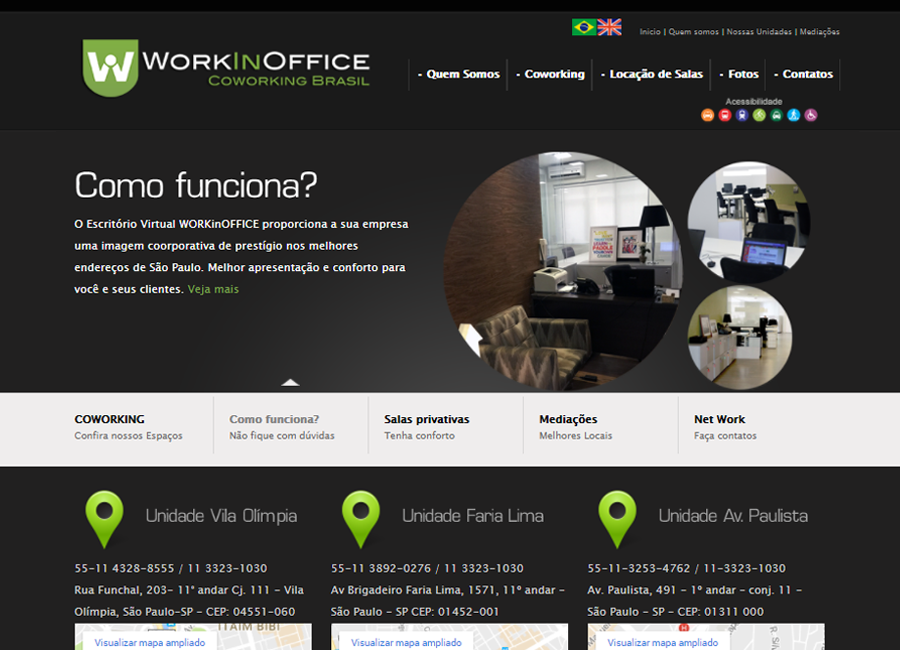 Inicio | Quem somos | Nossas Unidades | Mediações
WORKINOFFICE
COWORKING BRASIL
- Quem Somos - Coworking - Locação de Salas - Fotos - Contatos
Acessibilidade
Como funciona?
O Escritório Virtual WORKinOFFICE proporciona a sua empresa
uma imagem coorporativa de prestígio nos melhores
endereços de São Paulo. Melhor apresentação e conforto para
você e seus clientes. Veja mais
COWORKING
Confira nossos Espaços
Como funciona?
Não fique com dúvidas
Salas privativas
Tenha conforto
Mediações
Melhores Locais
Net Work
Faça contatos
Unidade Vila Olímpia
55-11 4328-8555 / 11 3323-1030
Rua Funchal, 203- 11° andar Cj. 111 - Vila
Olímpia, São Paulo-SP - CEP: 04551-060
ITAIM BIBI
Visualizar mapa ampliado
Unidade Faria Lima
55-11 3892-0276 / 11 3323-1030
Av Brigadeiro Faria Lima, 1571, 11º andar -
São Paulo - SP CEP: 01452-001
Visualizar mapa ampliado
Unidade Av. Paulista
55-11-3253-4762 / 11-3323-1030
Av. Paulista, 491 - 1º andar - conj. 11 -
São Paulo - SP - CEP: 01311 000
Visualizar mapa ampliado